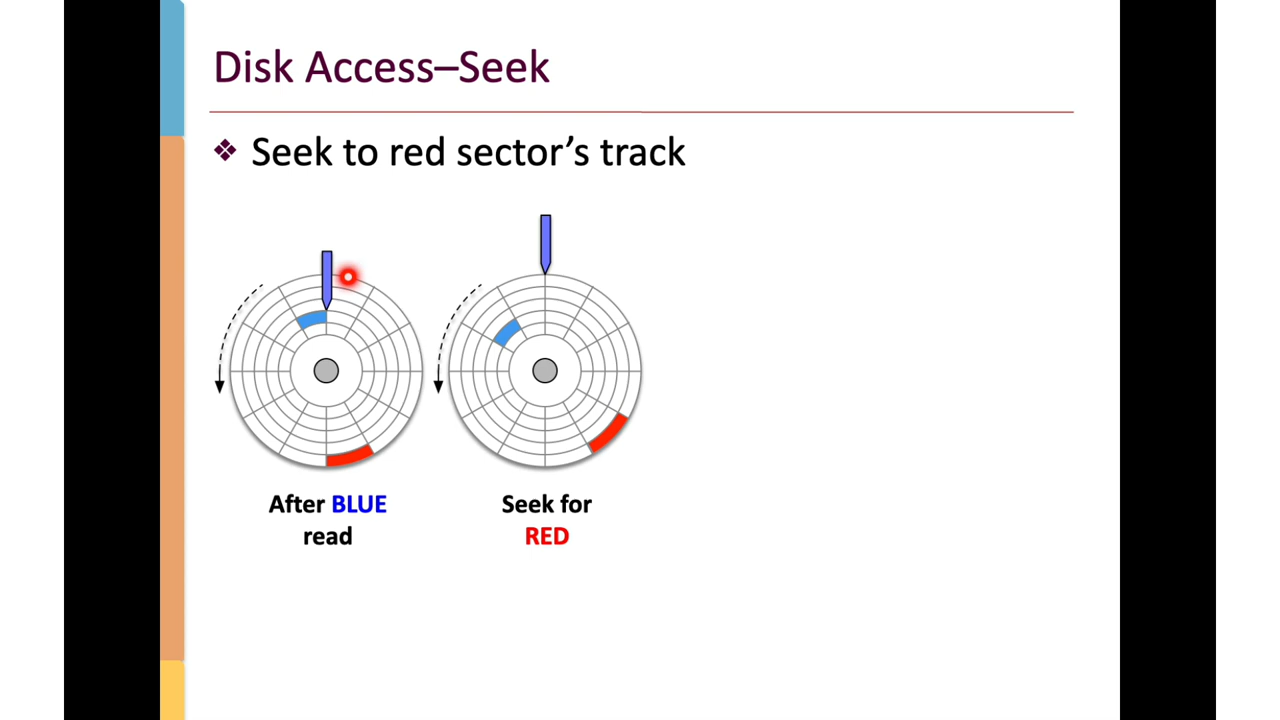 Disk Access–Seek
Seek to red sector’s track
After BLUE
read
Seek for
RED